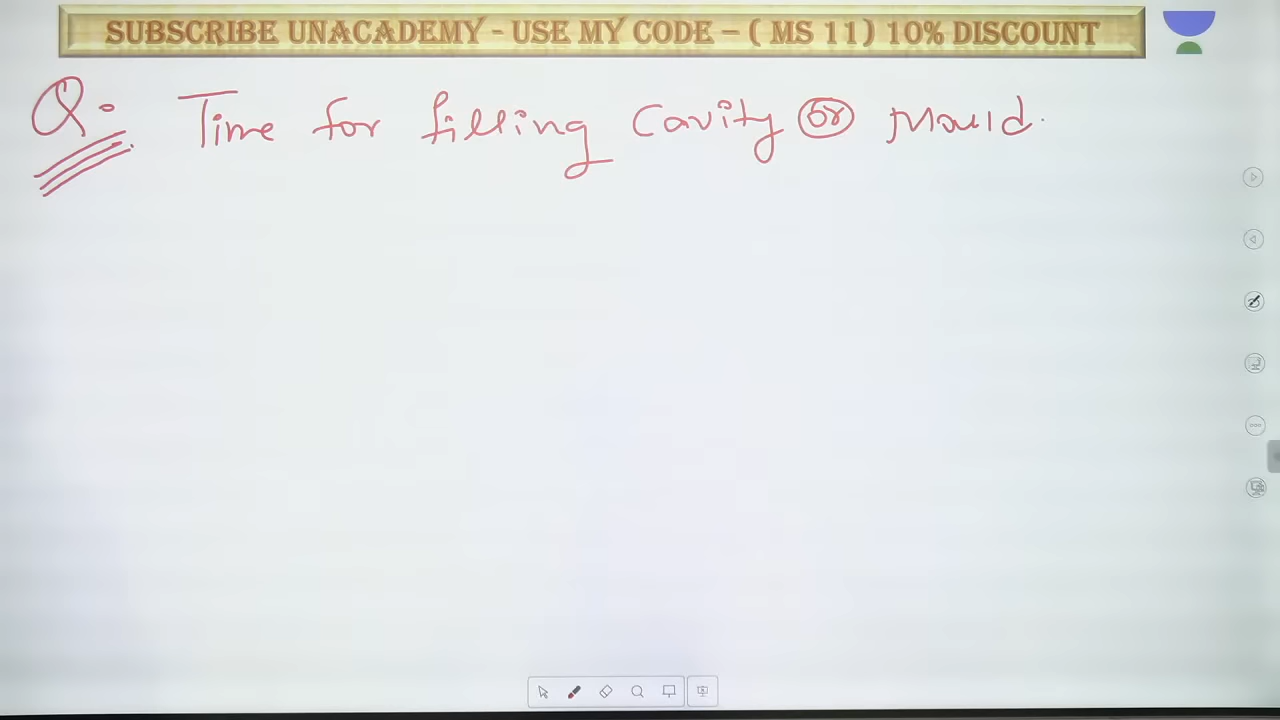 SUBSCRIBE UNACADEMY - USE MY CODE – ( MS 11) 10% DISCOUNT
Q. Time for filling Cavity or Mould.